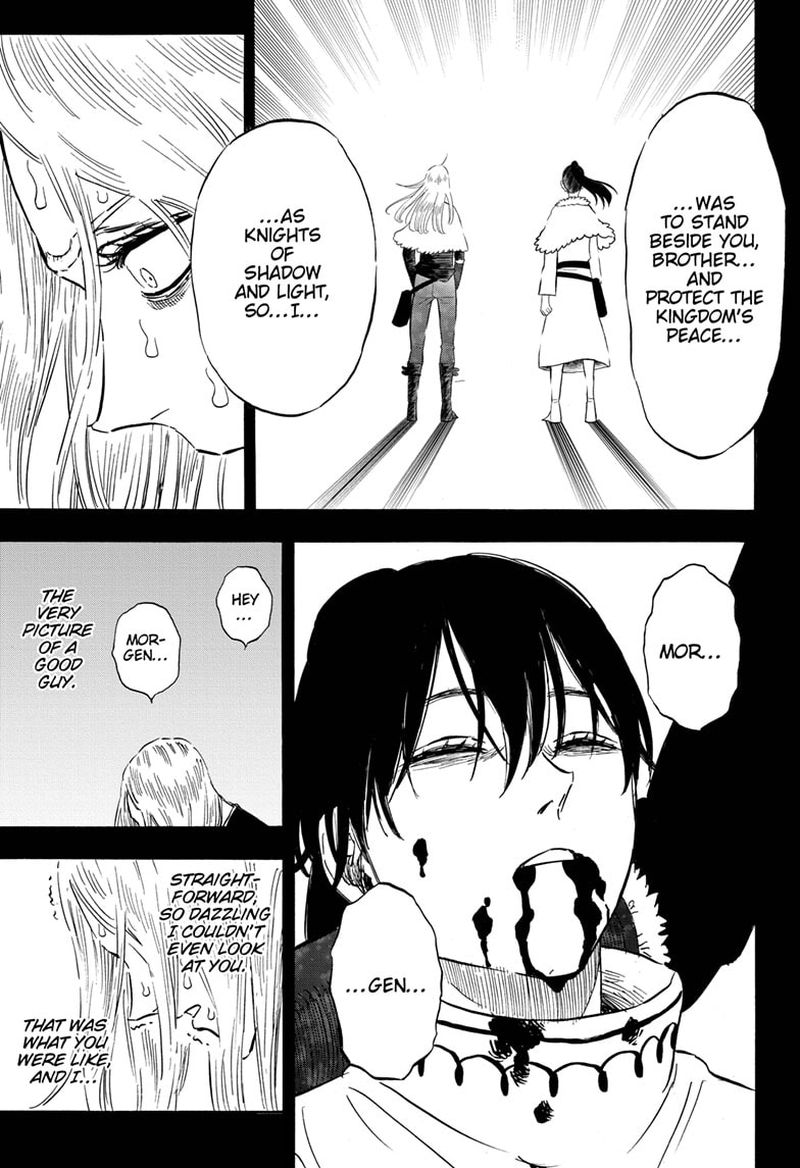 ...WAS
TO STAND
BESIDE YOU,
BROTHER...
...AND
PROTECT THE
KINGDOM'S
PEACE...
...AS
KNIGHTS
OF
SHADOW
AND LIGHT,
SO...I...
MOR...
...GEN...
HEY
...
MOR-
GEN...
THE
VERY
PICTURE
OF A
GOOD
GUY.
STRAIGHT-
FORWARD,
SO DAZZLING
I COULDN'T
EVEN LOOK
AT YOU.
THAT WAS
WHAT YOU
WERE LIKE,
AND I...